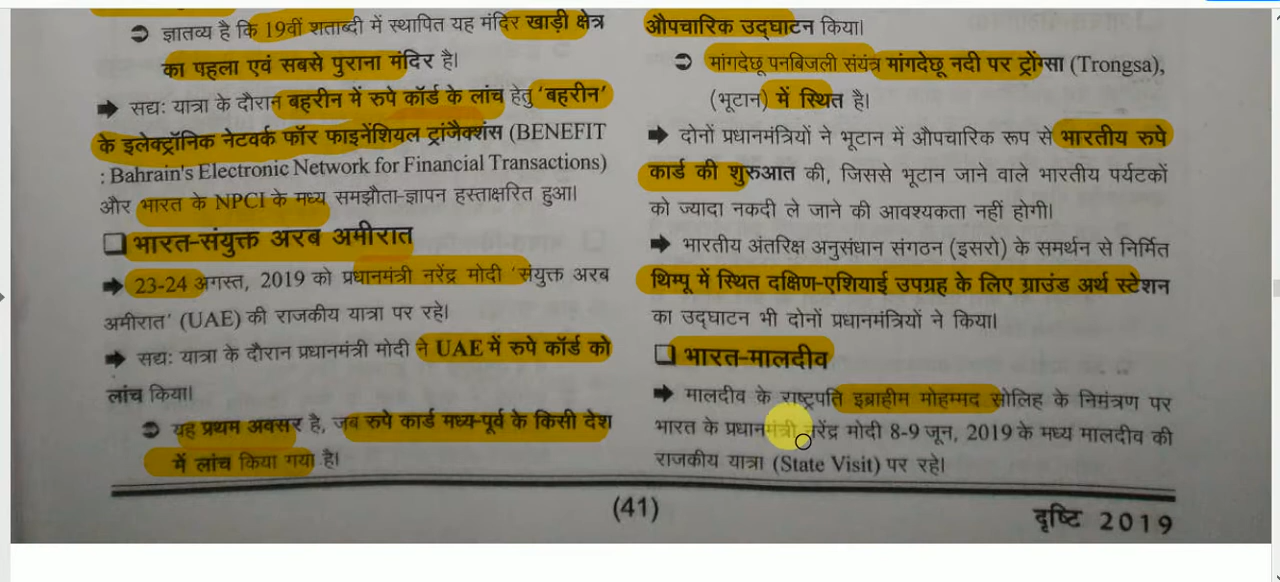 ➲ ज्ञातव्य है कि 19वीं शताब्दी में स्थापित यह मंदिर खाड़ी क्षेत्र
का पहला एवं सबसे पुराना मंदिर है।
➡ सद्यः यात्रा के दौरान बहरीन में रुपे कॉर्ड के लांच हेतु 'बहरीन'
के इलेक्ट्रॉनिक नेटवर्क फॉर फाइनेंशियल ट्रांजैक्शंस (BENEFIT
: Bahrain's Electronic Network for Financial Transactions)
और भारत के NPCI के मध्य समझौता-ज्ञापन हस्ताक्षरित हुआ।
❑ भारत-संयुक्त अरब अमीरात
➡ 23-24 अगस्त, 2019 को प्रधानमंत्री नरेंद्र मोदी 'संयुक्त अरब
अमीरात' (UAE) की राजकीय यात्रा पर रहे।
➡ सद्यः यात्रा के दौरान प्रधानमंत्री मोदी ने UAE में रुपे कॉर्ड को
लांच किया।
➲ यह प्रथम अवसर है, जब रुपे कार्ड मध्य-पूर्व के किसी देश
में लांच किया गया है।
औपचारिक उद्घाटन किया।
➲ मांगदेछू पनबिजली संयंत्र मांगदेछू नदी पर ट्रोंग्सा (Trongsa),
(भूटान) में स्थित है।
➡ दोनों प्रधानमंत्रियों ने भूटान में औपचारिक रूप से भारतीय रुपे
कार्ड की शुरुआत की, जिससे भूटान जाने वाले भारतीय पर्यटकों
को ज्यादा नकदी ले जाने की आवश्यकता नहीं होगी।
➡ भारतीय अंतरिक्ष अनुसंधान संगठन (इसरो) के समर्थन से निर्मित
थिम्पू में स्थित दक्षिण-एशियाई उपग्रह के लिए ग्राउंड अर्थ स्टेशन
का उद्घाटन भी दोनों प्रधानमंत्रियों ने किया।
❑ भारत-मालदीव
➡ मालदीव के राष्ट्रपति इब्राहीम मोहम्मद सोलिह के निमंत्रण पर
भारत के प्रधानमंत्री नरेंद्र मोदी 8-9 जून, 2019 के मध्य मालदीव की
राजकीय यात्रा (State Visit) पर रहे।
(41)
दृष्टि 2019